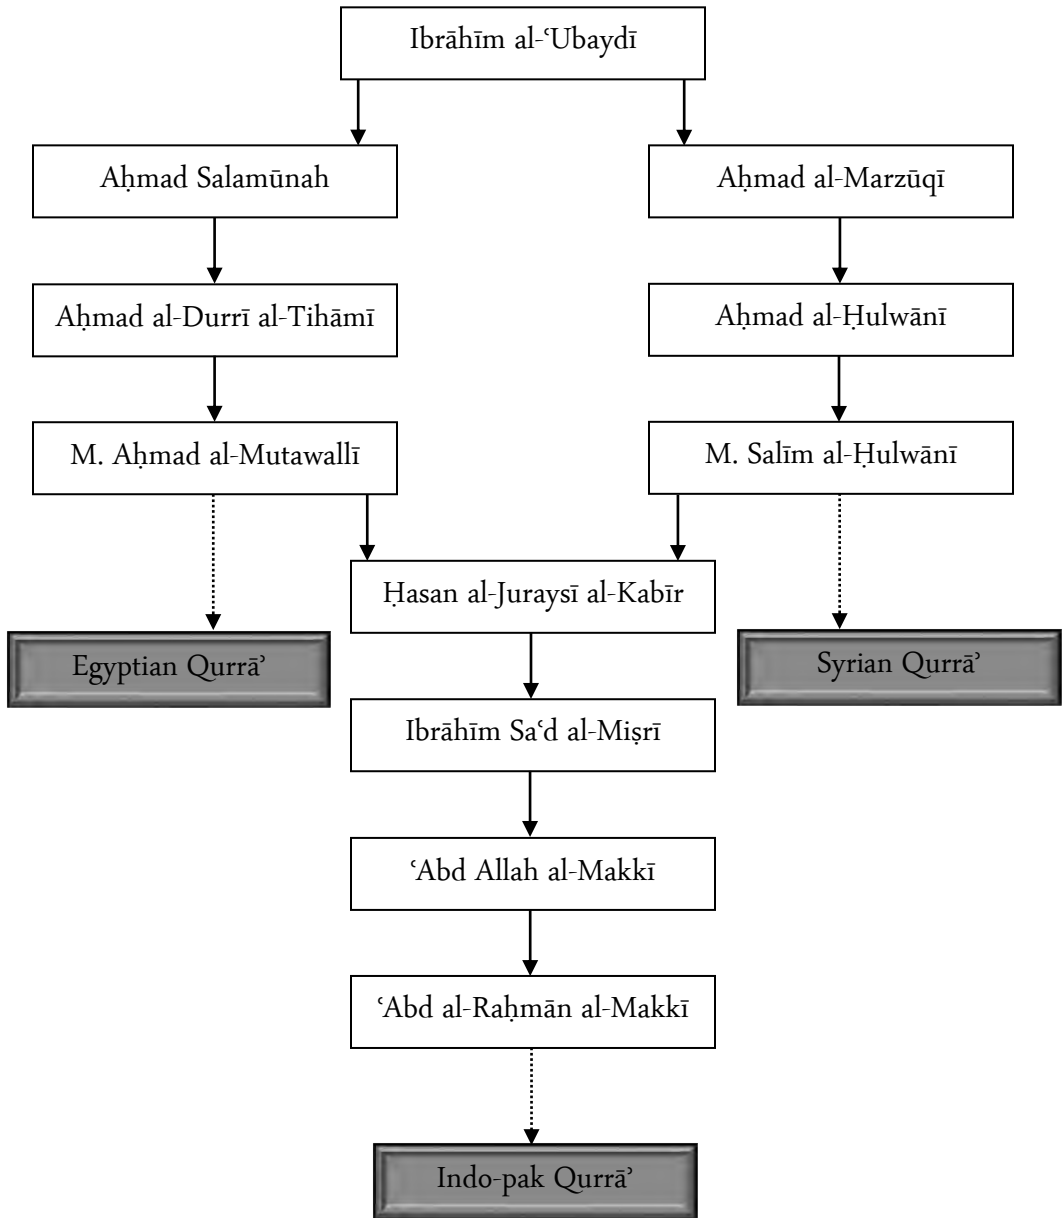 Ibrāhīm al-ʿUbaydī
Aḥmad Salamūnah
Aḥmad al-Marzūqī
Aḥmad al-Durrī al-Tihāmī
Aḥmad al-Ḥulwānī
M. Aḥmad al-Mutawallī
M. Salīm al-Ḥulwānī
Ḥasan al-Juraysī al-Kabīr
Egyptian Qurrāʾ
Syrian Qurrāʾ
Ibrāhīm Saʿd al-Miṣrī
ʿAbd Allah al-Makkī
ʿAbd al-Raḥmān al-Makkī
Indo-pak Qurrāʾ